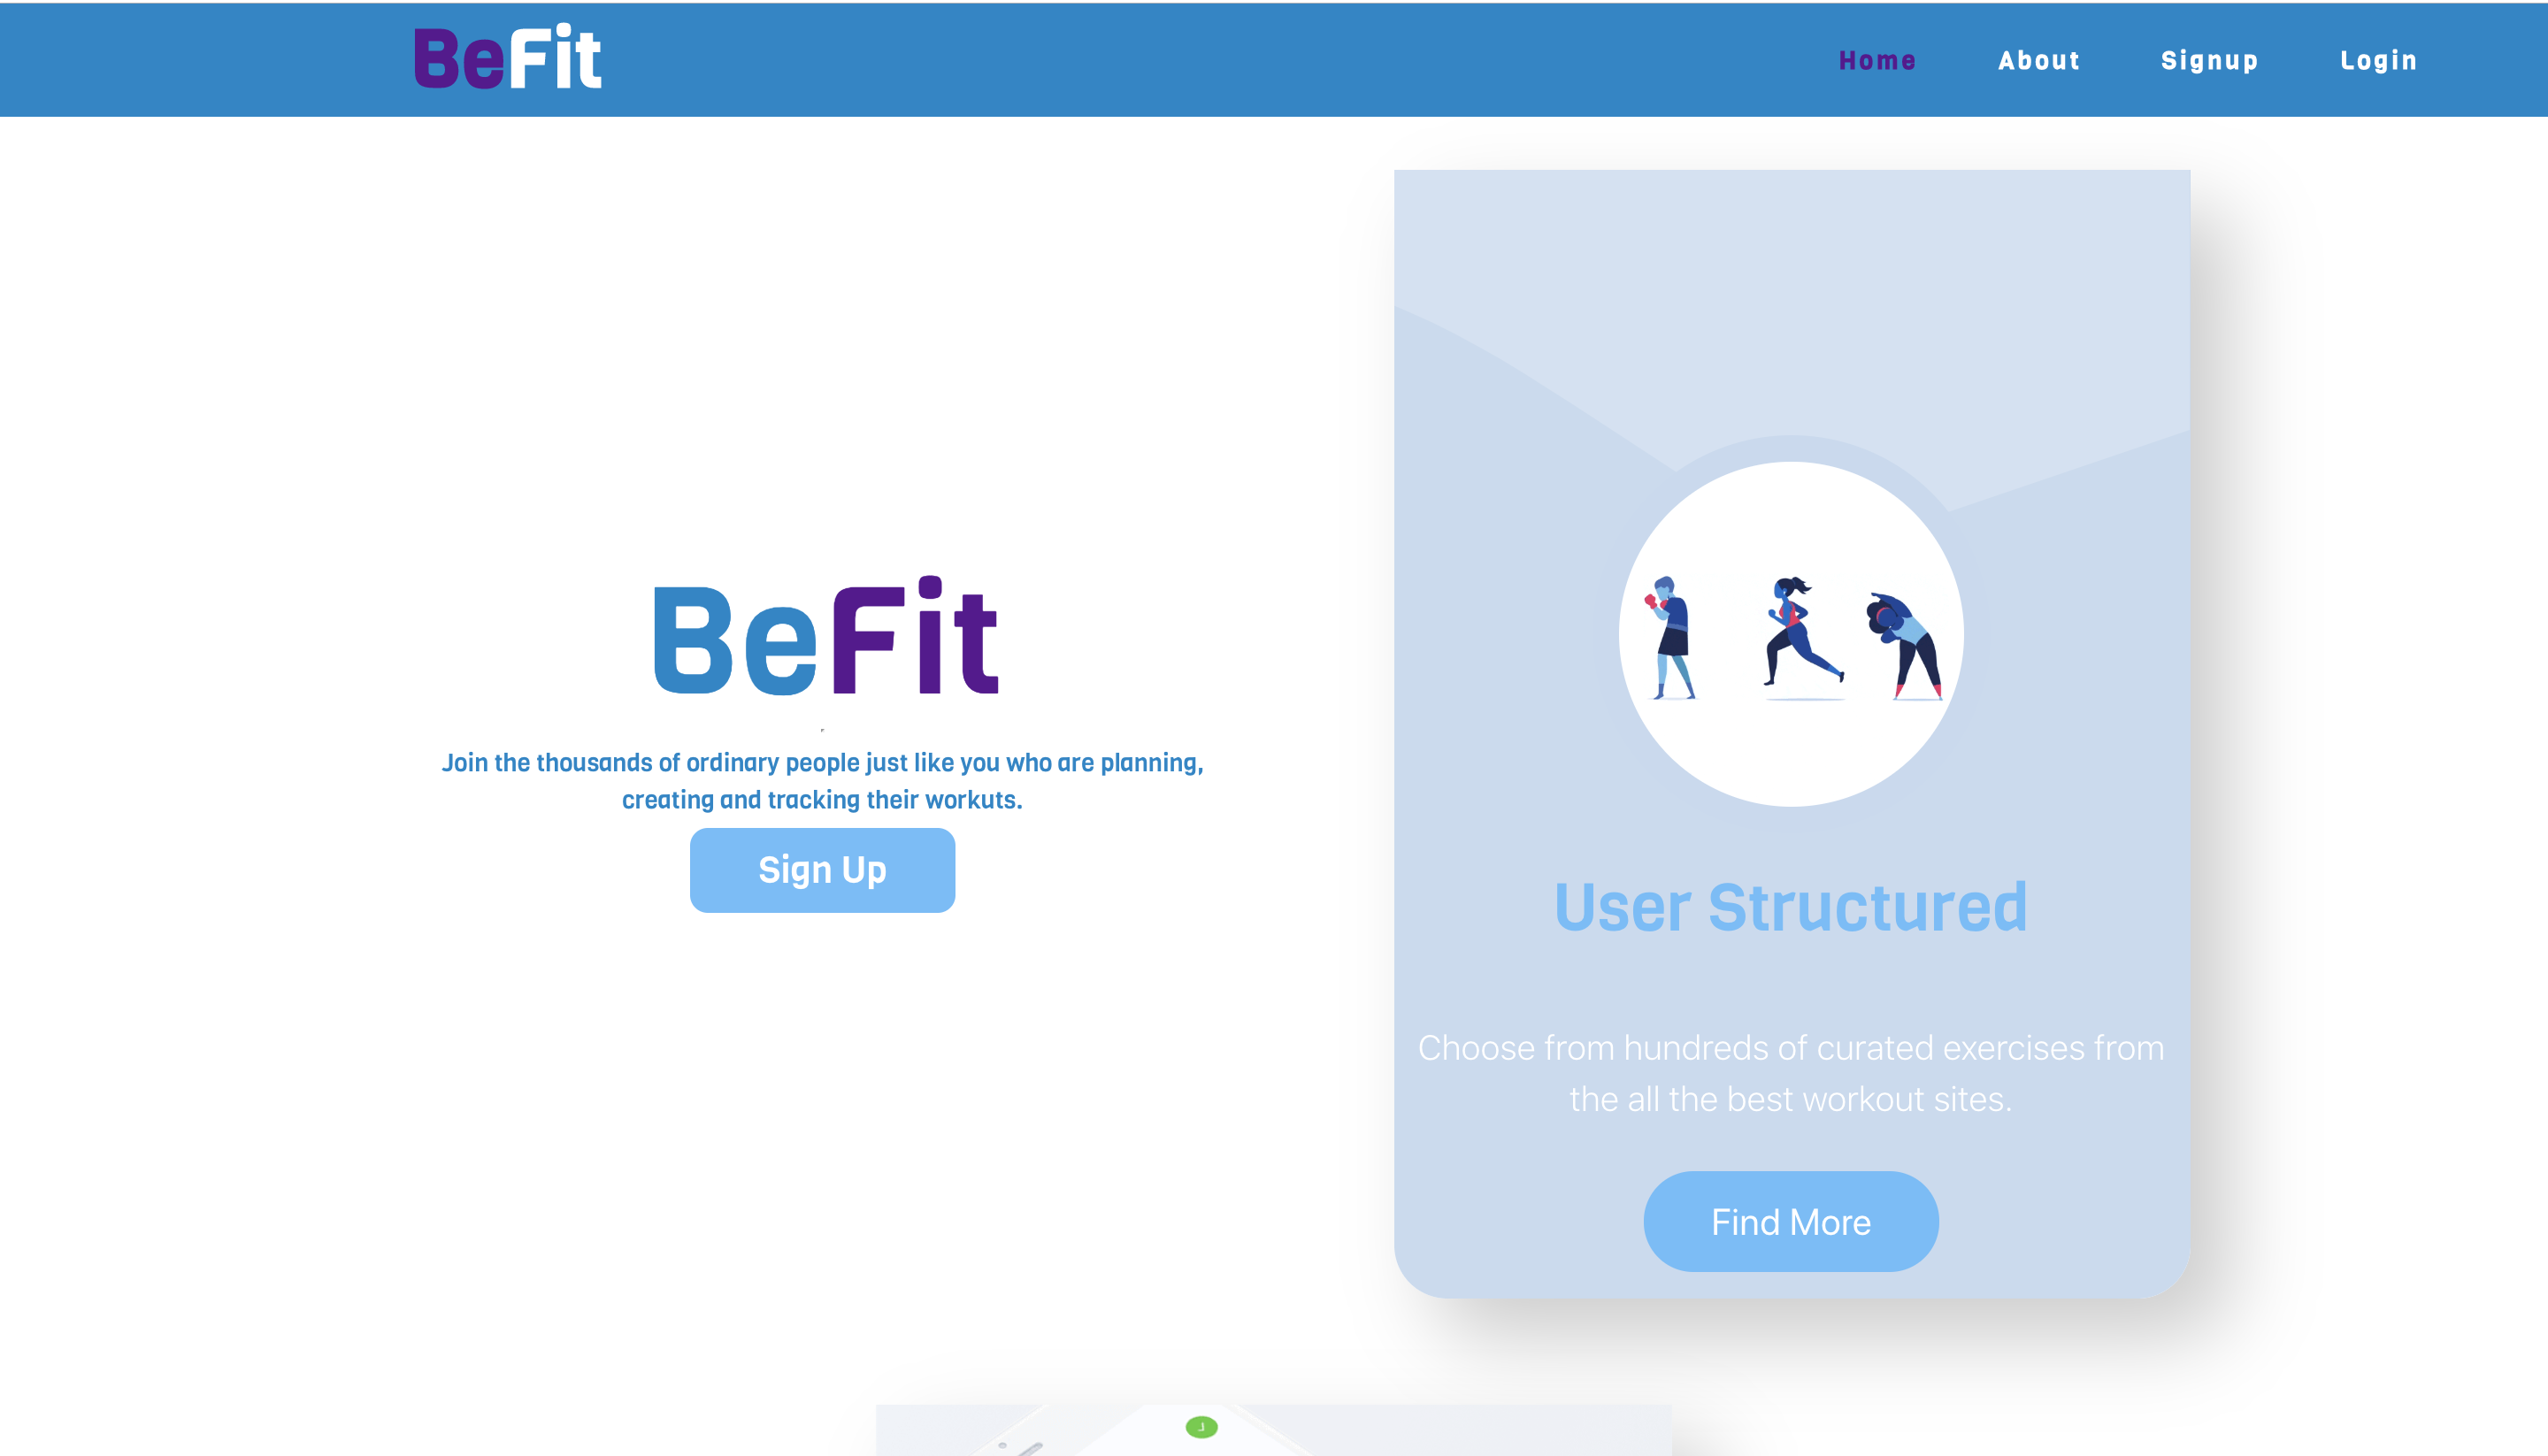 BeFit
Home About Signup Login
BeFit
Join the thousands of ordinary people just like you who are planning,
creating and tracking their workuts.
Sign Up
User Structured
Choose from hundreds of curated exercises from
the all the best workout sites.
Find More